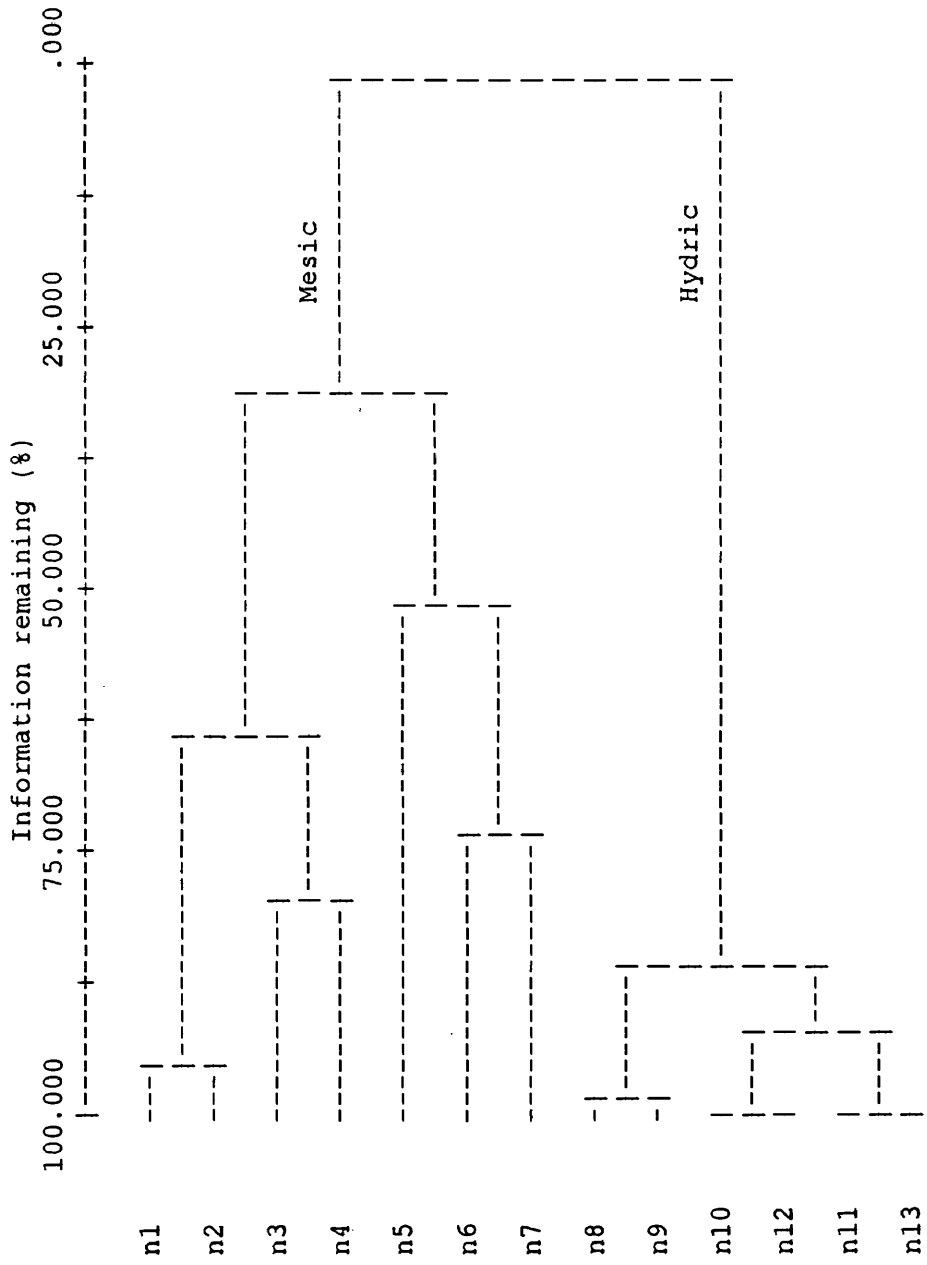 Information remaining (%)
100.000 75.000 50.000 25.000 .000
n1
n2
n3
n4
n5
n6
n7
n8
n9
n10
n12
n11
n13
Mesic
Hydric